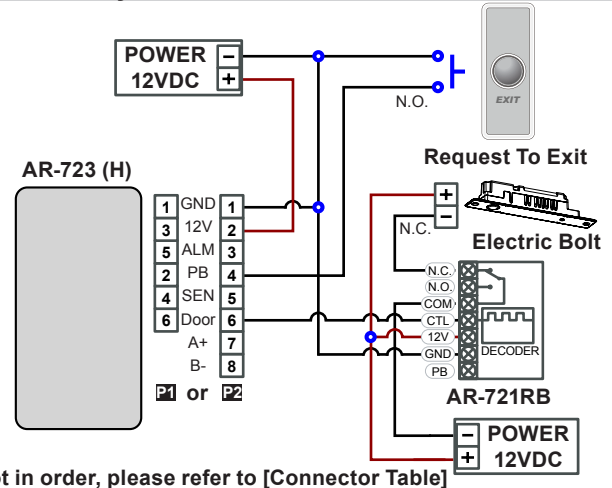 POWER
12VDC
−
+
N.O.
EXIT
Request To Exit
AR-723 (H)
1 GND 1
3 12V 2
5 ALM 3
2 PB 4
4 SEN 5
6 Door 6
A+ 7
B- 8
P1 or P2
+
−
N.C.
Electric Bolt
N.C.
N.O.
COM
CTL
12V
GND
PB
DECODER
AR-721RB
−
+
POWER
12VDC
t in order, please refer to [Connector Table]